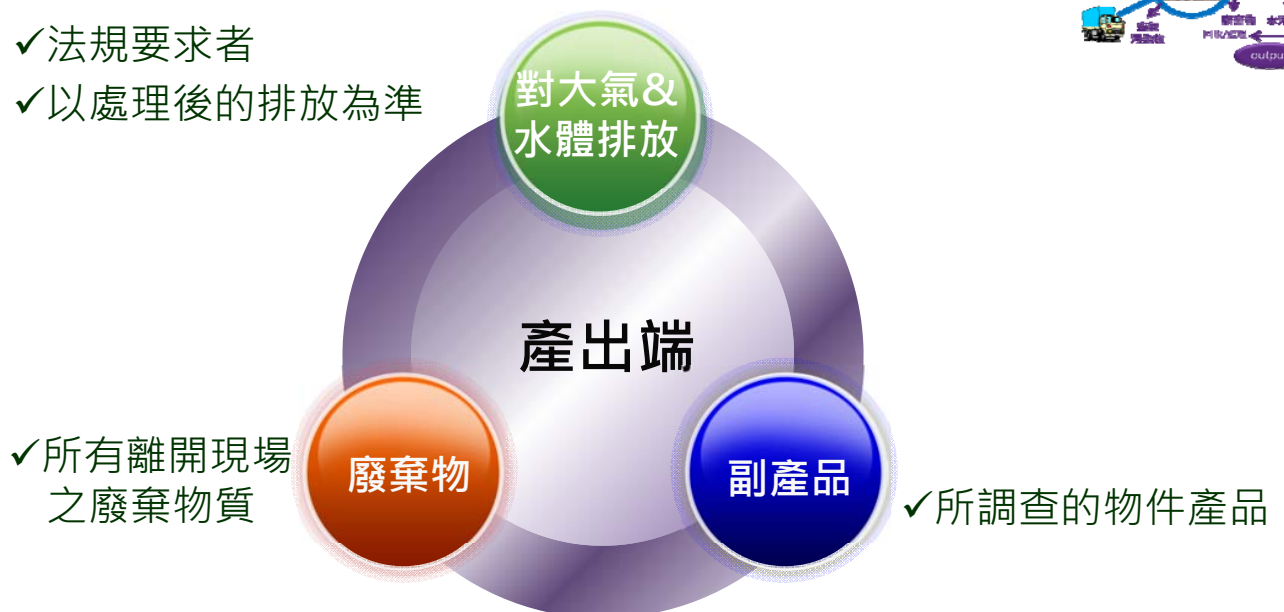 ✓法規要求者
✓以處理後的排放為準
對大氣&
水體排放
產出端
✓所有離開現場
之廢棄物質
廢棄物
副產品
✓所調查的物件產品